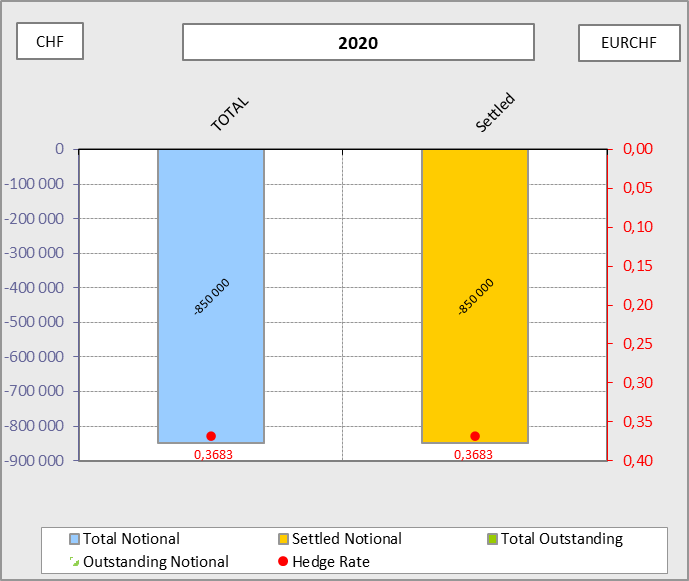 CHF
2020
EURCHF
TOTAL
Settled
0
-100 000
-200 000
-300 000
-400 000
-500 000
-600 000
-700 000
-800 000
-900 000
-850 000
-850 000
0,3683
0,3683
0,00
0,05
0,10
0,15
0,20
0,25
0,30
0,35
0,40
Total Notional
Settled Notional
Total Outstanding
Outstanding Notional
Hedge Rate